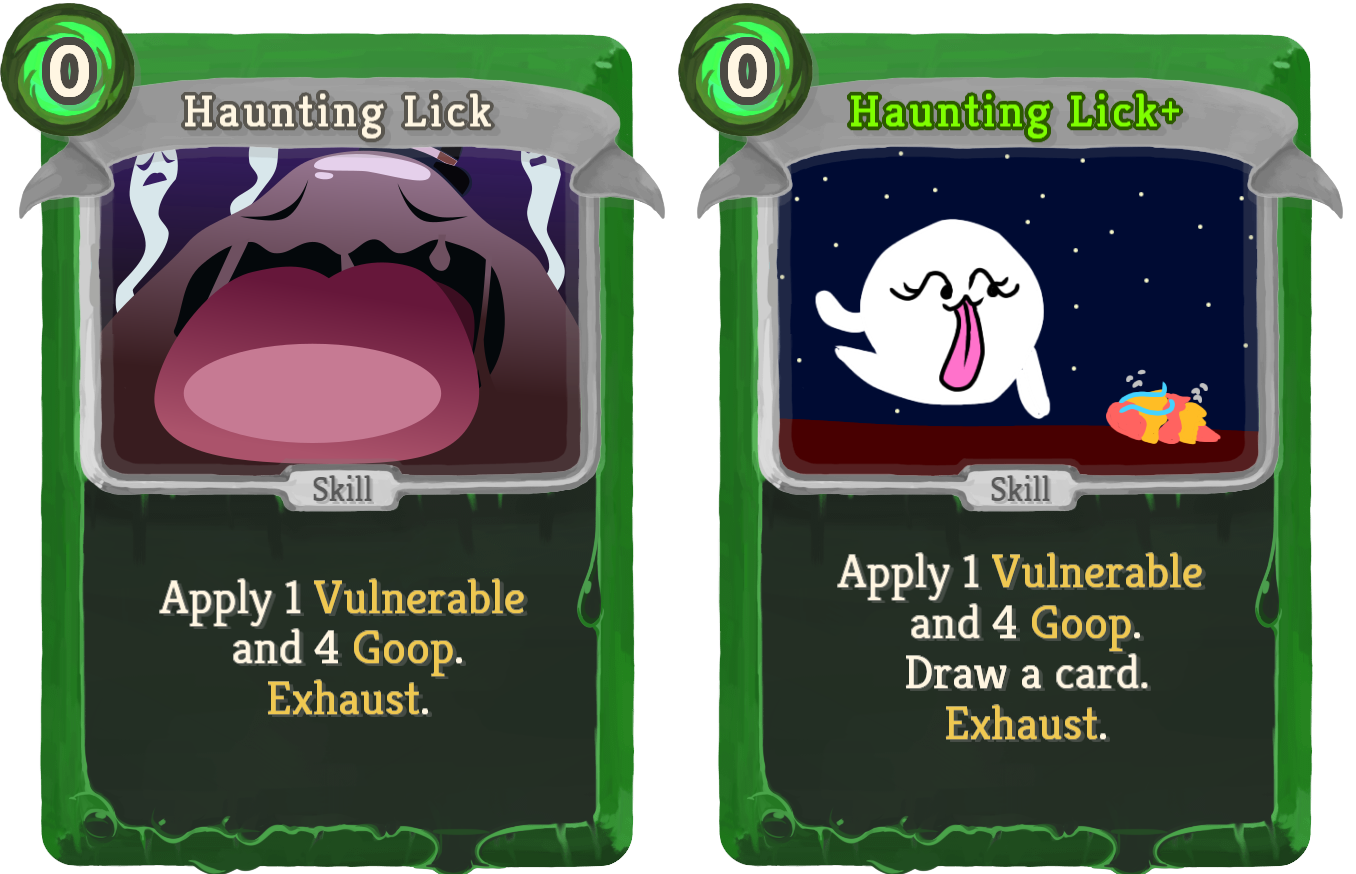 0
Haunting Lick
Skill
Apply 1 Vulnerable
and 4 Goop.
Exhaust.
0
Haunting Lick+
Skill
Apply 1 Vulnerable
and 4 Goop.
Draw a card.
Exhaust.